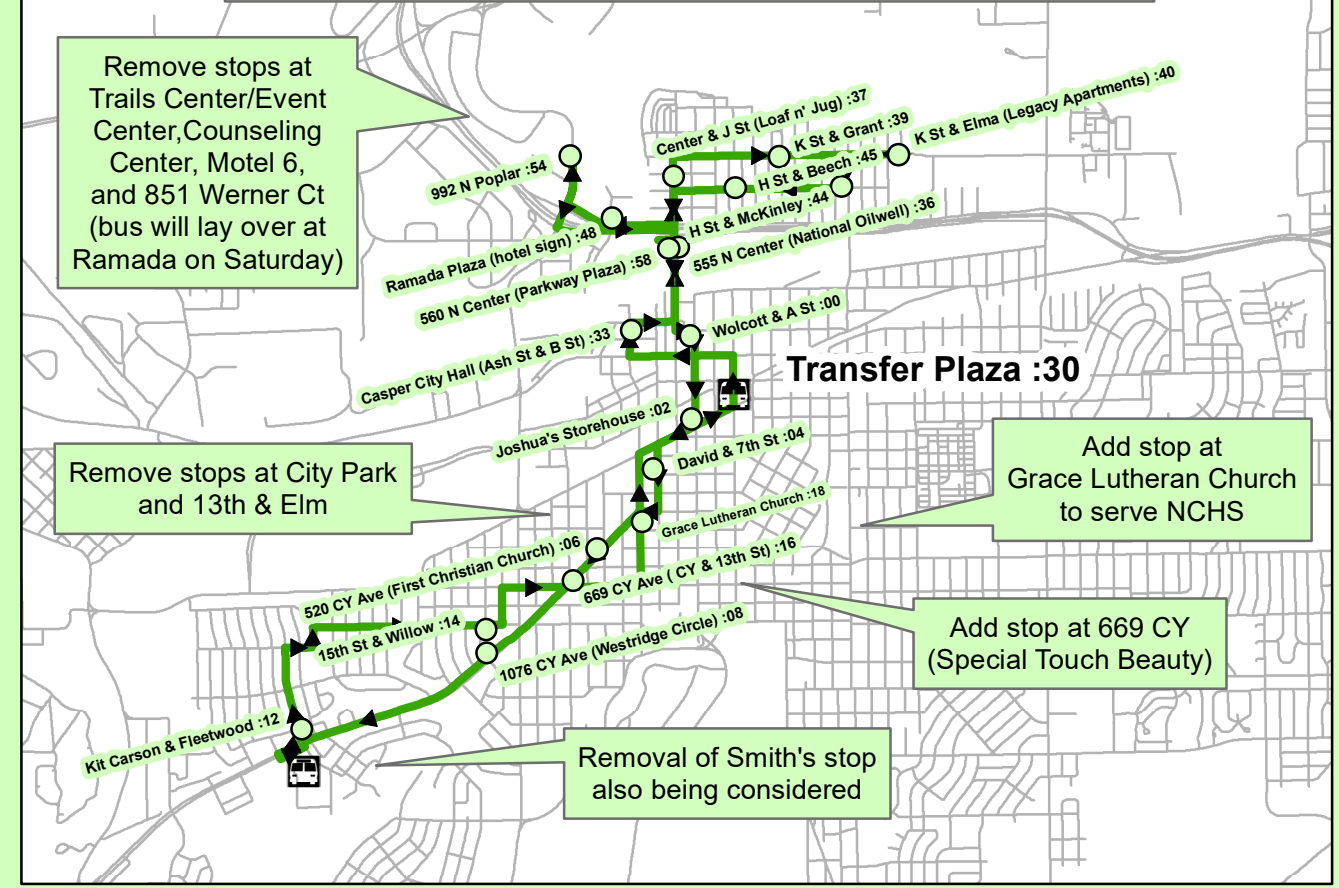 Remove stops at
Trails Center/Event
Center,Counseling
Center, Motel 6,
and 851 Werner Ct
(bus will lay over at
Ramada on Saturday)
Center & J St (Loaf n' Jug) :37
K St & Grant :39
K St & Elma (Legacy Apartments) :40
992 N Poplar :54
H St & Beech :45
H St & McKinley :44
Ramada Plaza (hotel sign) :48
555 N Center (National Oilwell) :36
560 N Center (Parkway Plaza) :58
Wolcott & A St :00
Casper City Hall (Ash St & B St) :33
Transfer Plaza :30
Joshua's Storehouse :02
David & 7th St :04
Remove stops at City Park
and 13th & Elm
Add stop at
Grace Lutheran Church
to serve NCHS
Grace Lutheran Church :18
520 CY Ave (First Christian Church) :06
669 CY Ave ( CY & 13th St) :16
15th St & Willow :14
1076 CY Ave (Westridge Circle) :08
Add stop at 669 CY
(Special Touch Beauty)
Kit Carson & Fleetwood :12
Removal of Smith's stop
also being considered